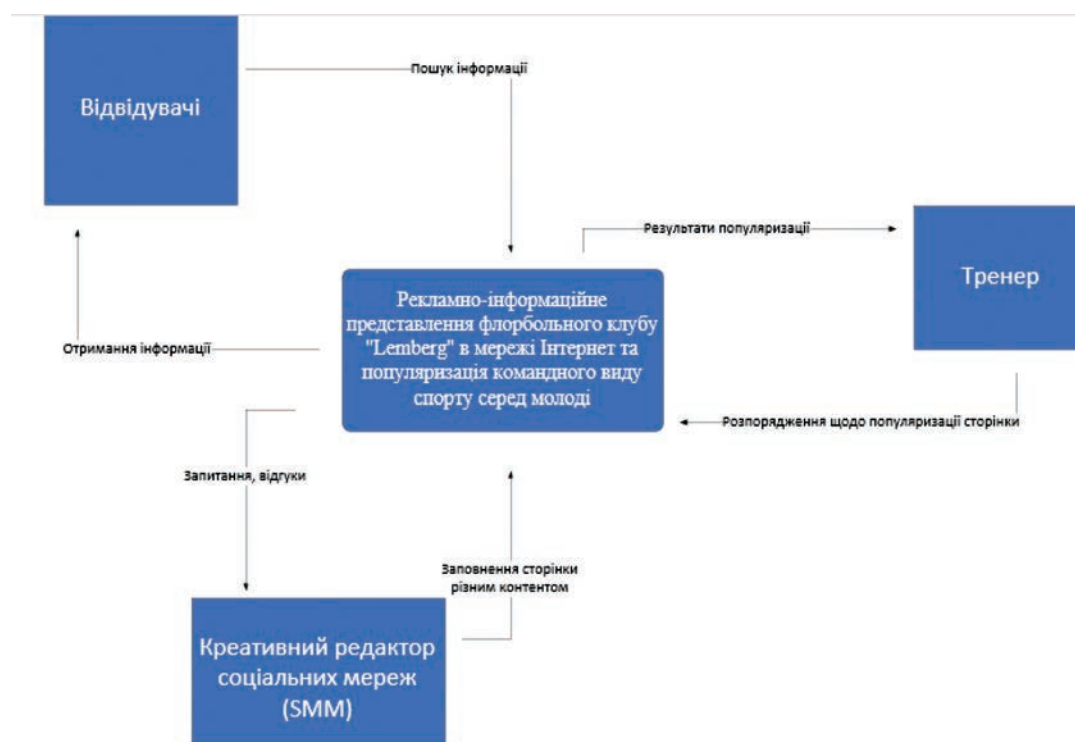 Пошук інформації
Відвідувачі
Результати популяризації
Тренер
Рекламно-інформаційне
представлення флорбольного клубу
"Lemberg" в мережі Інтернет та
популяризація командного виду
спорту серед молоді
Отримання інформації
Розпорядження щодо популяризації сторінки
Запитання, відгуки
Заповнення сторінки
різним контентом
Креативний редактор
соціальних мереж
(SMM)